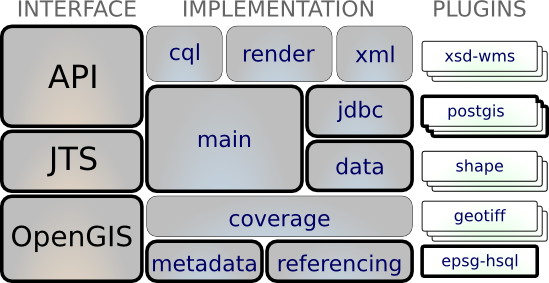 INTERFACE IMPLEMENTATION PLUGINS
API
JTS
OpenGIS
cql render xml
main
jdbc
data
coverage
metadata referencing
xsd-wms
postgis
shape
geotiff
epsg-hsql